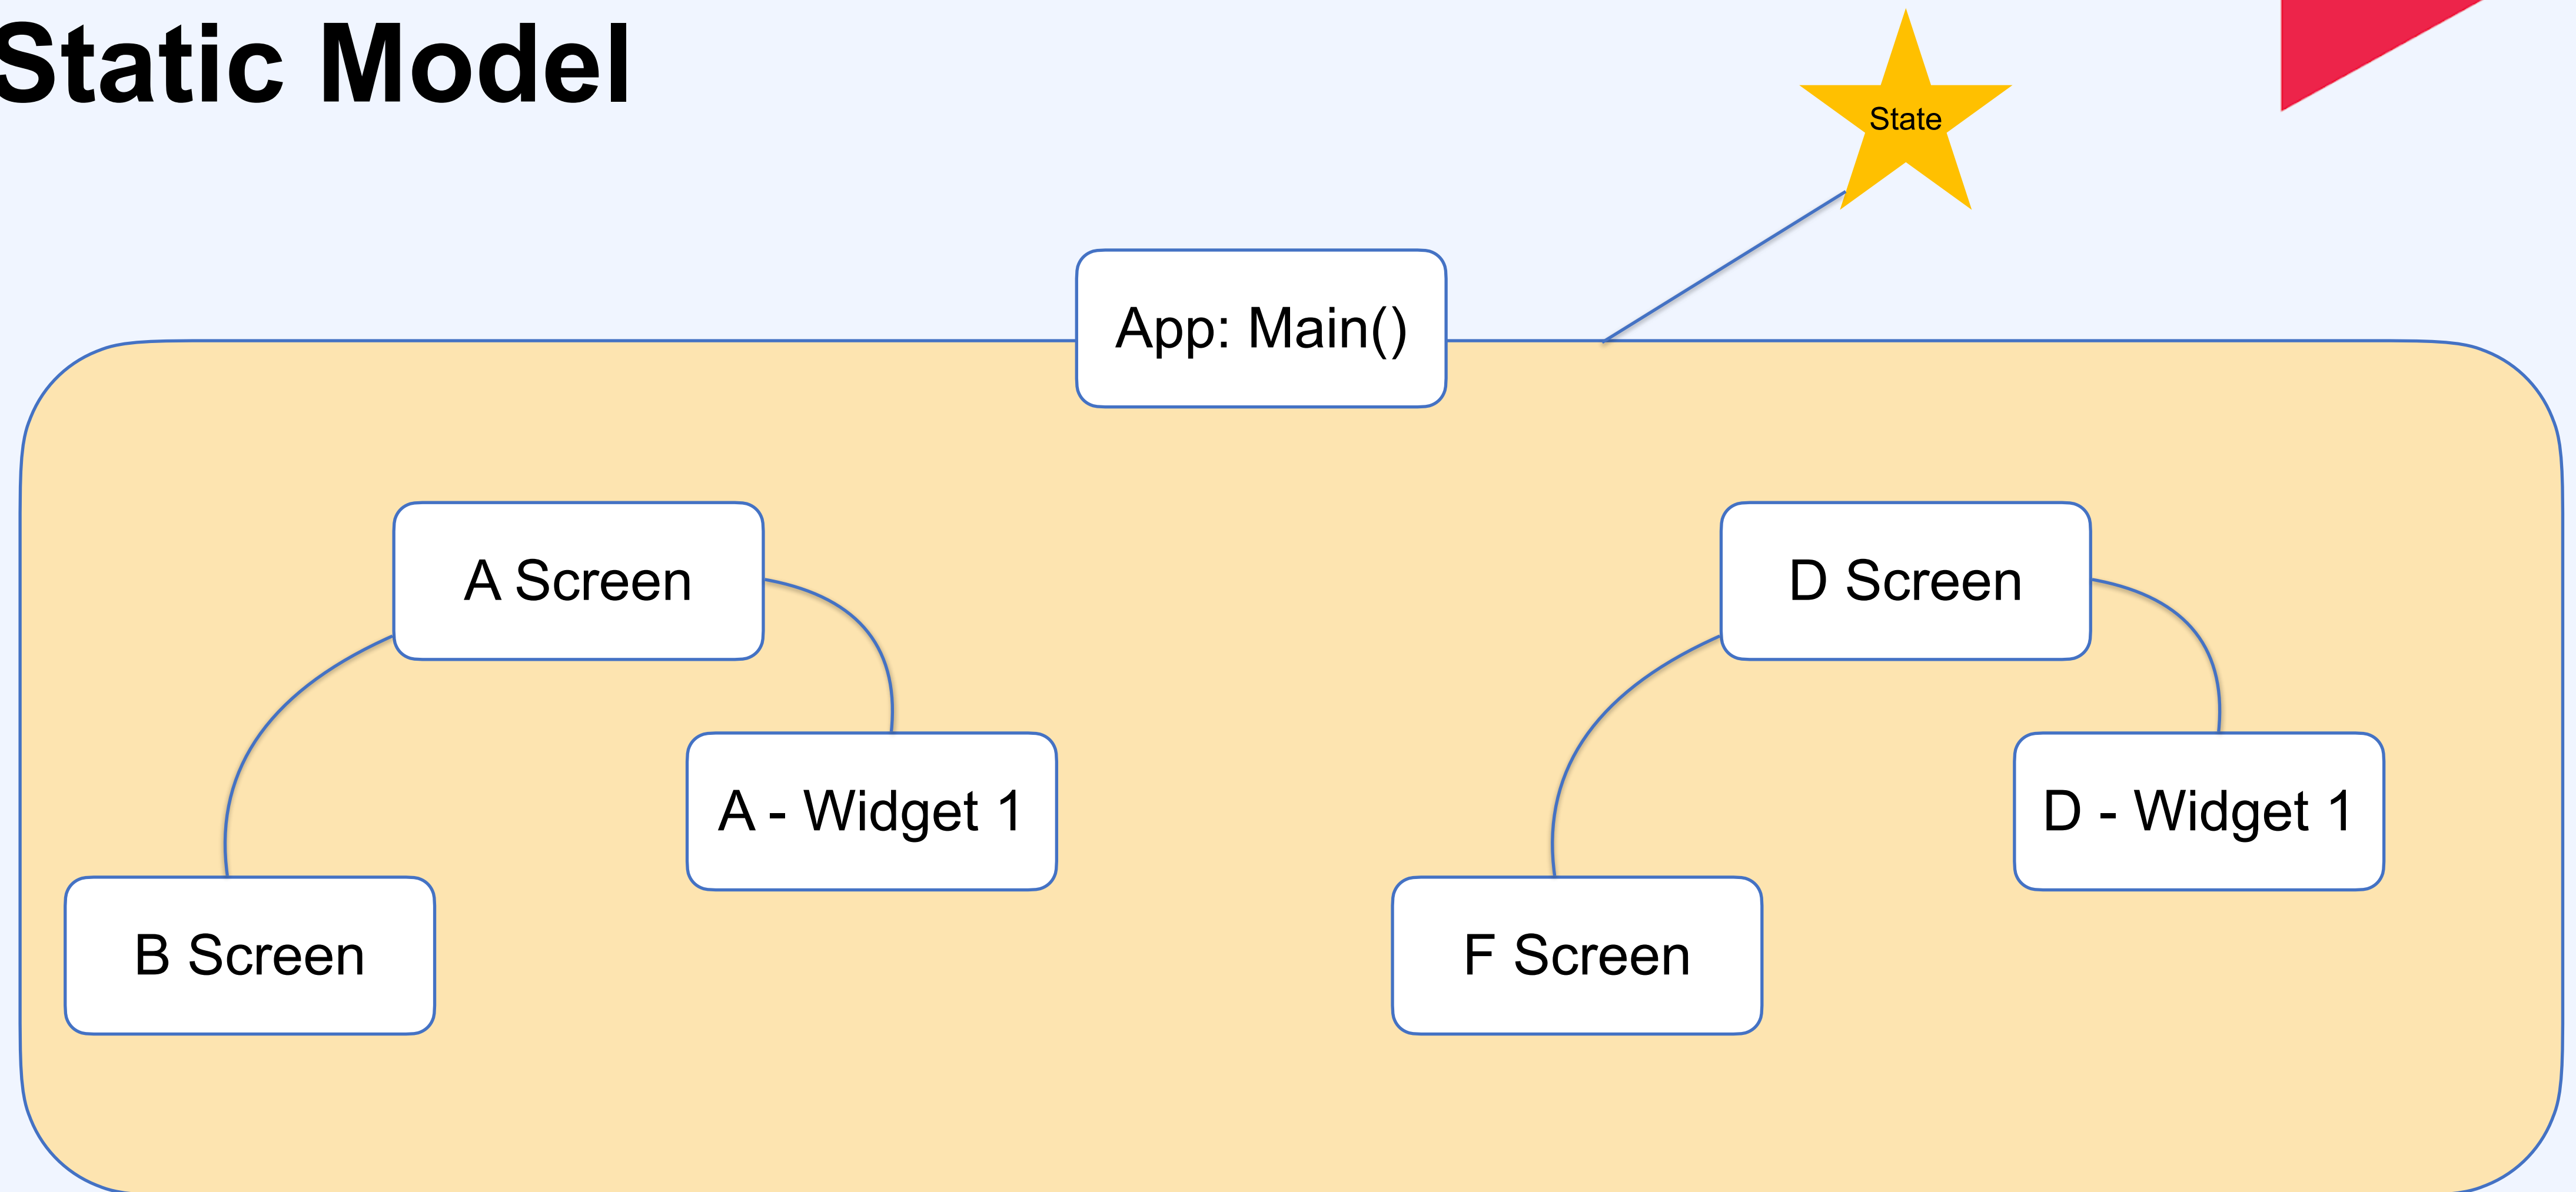 Static Model
State
App: Main()
A Screen
D Screen
A - Widget 1
D - Widget 1
B Screen
F Screen